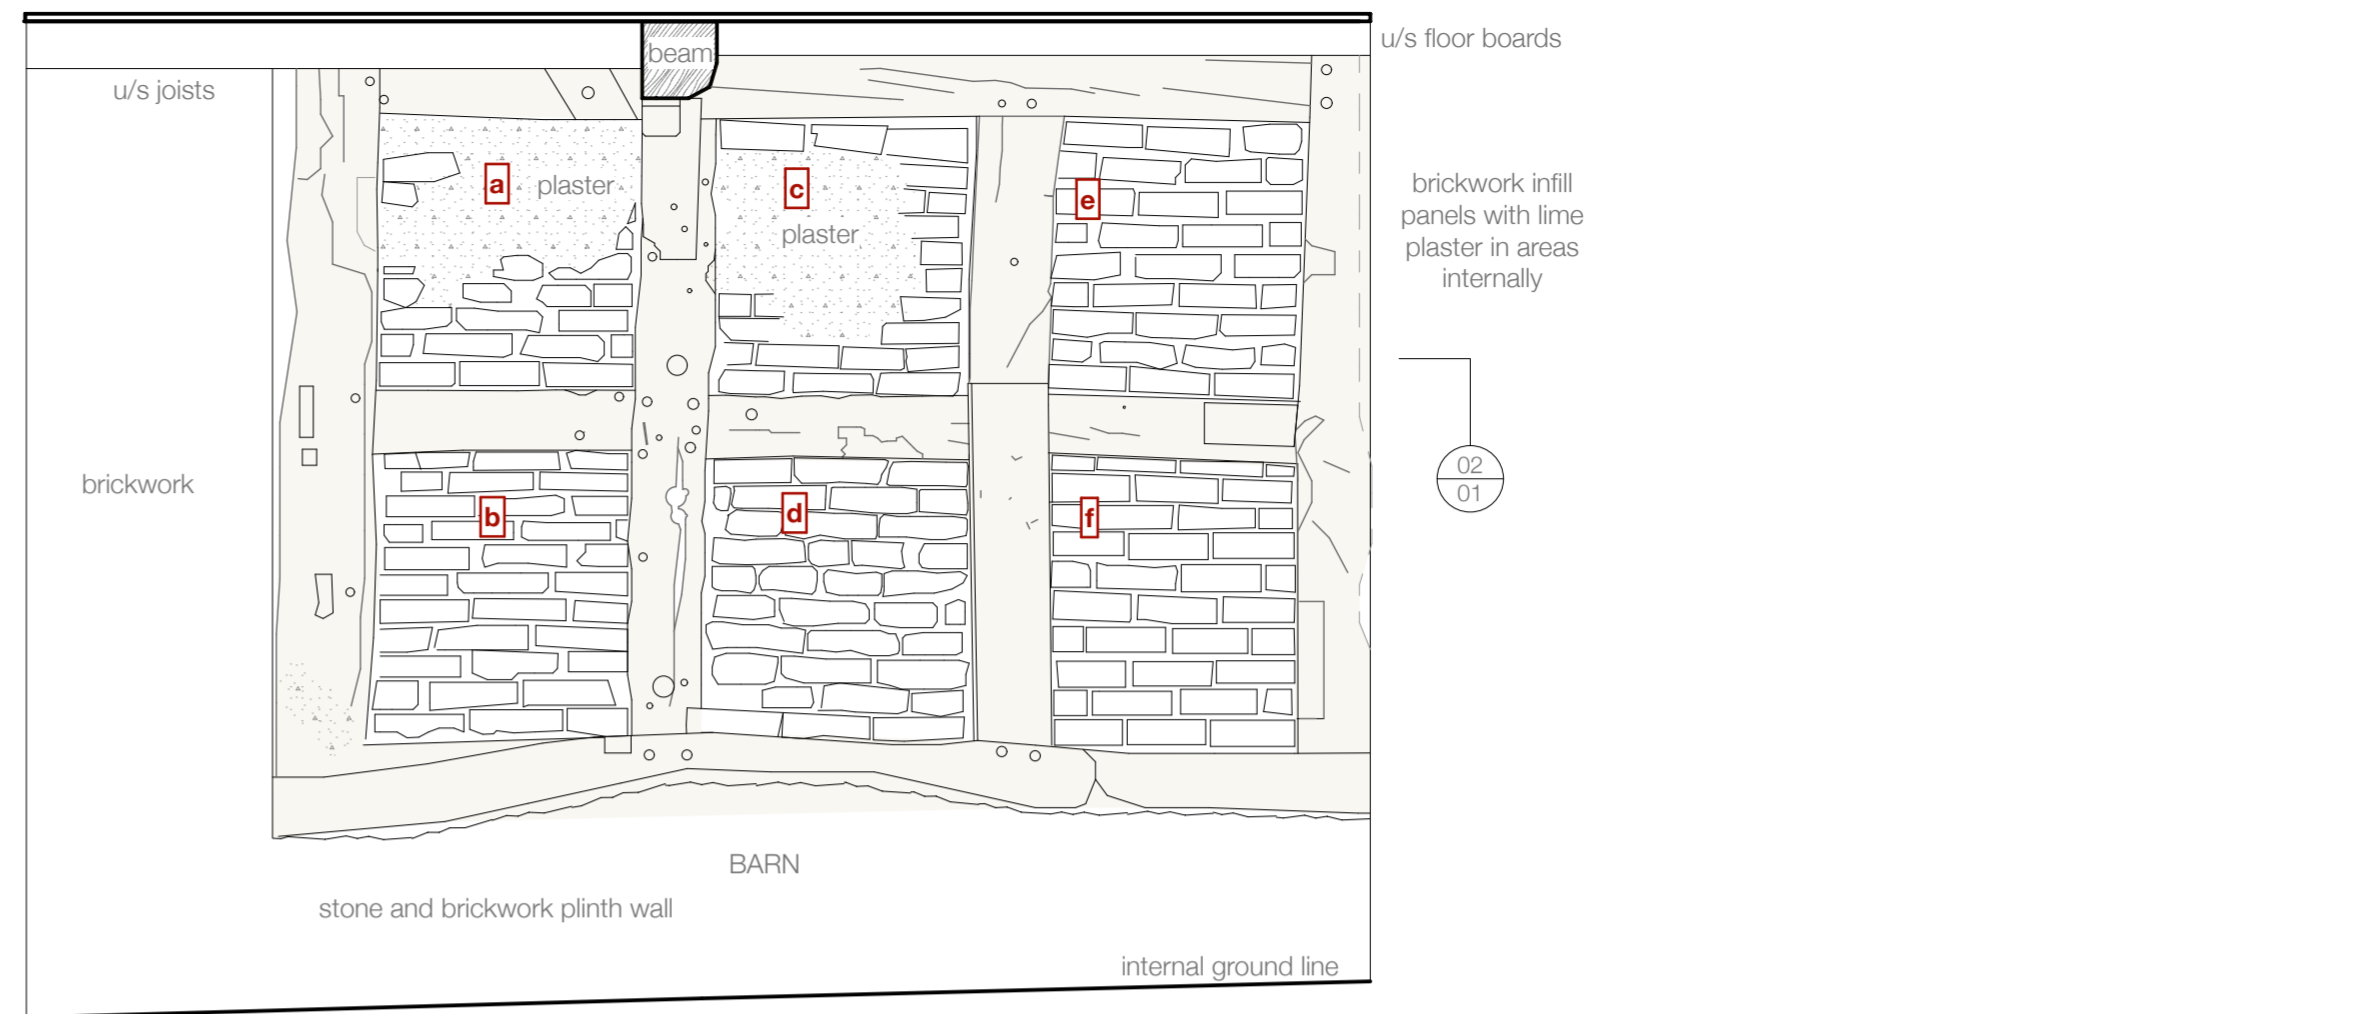 beam
u/s floor boards
u/s joists
a
plaster
c
plaster
e
brickwork infill
panels with lime
plaster in areas
internally
brickwork
b
d
f
02
01
BARN
stone and brickwork plinth wall
internal ground line